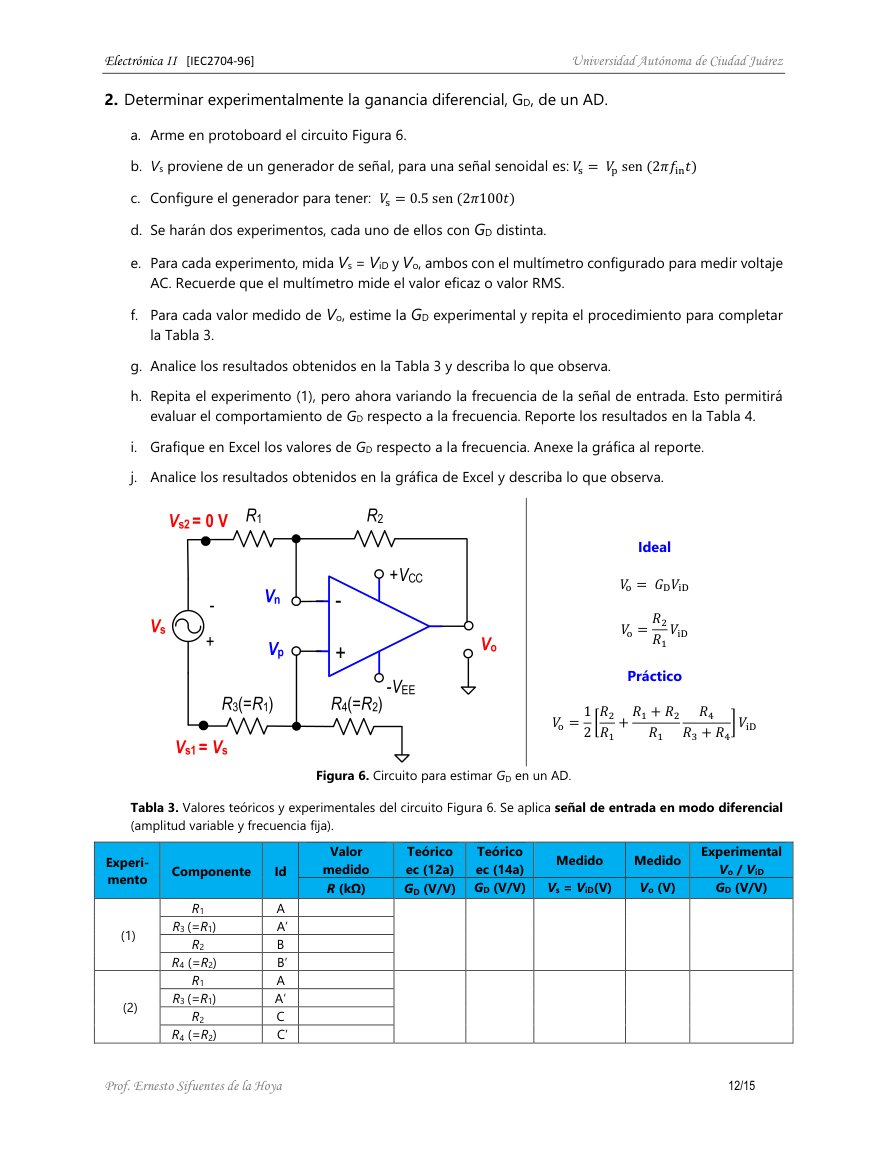 Electrónica II [IEC2704-96] Universidad Autónoma de Ciudad Juárez
2. Determinar experimentalmente la ganancia diferencial, GD, de un AD.
a. Arme en protoboard el circuito Figura 6.
b. Vs proviene de un generador de señal, para una señal senoidal es: Vs = Vp sen (2πfint)
c. Configure el generador para tener: Vs = 0.5 sen (2π100t)
d. Se harán dos experimentos, cada uno de ellos con GD distinta.
e. Para cada experimento, mida Vs = ViD y Vo, ambos con el multímetro configurado para medir voltaje
AC. Recuerde que el multímetro mide el valor eficaz o valor RMS.
f. Para cada valor medido de Vo, estime la GD experimental y repita el procedimiento para completar
la Tabla 3.
g. Analice los resultados obtenidos en la Tabla 3 y describa lo que observa.
h. Repita el experimento (1), pero ahora variando la frecuencia de la señal de entrada. Esto permitirá
evaluar el comportamiento de GD respecto a la frecuencia. Reporte los resultados en la Tabla 4.
i. Grafique en Excel los valores de GD respecto a la frecuencia. Anexe la gráfica al reporte.
j. Analice los resultados obtenidos en la gráfica de Excel y describa lo que observa.
Vs2 = 0 V R1 R2
+VCC
Vn -
-
Vs
+
Vp +
Vo
-VEE
R3(=R1) R4(=R2)
Vs1 = Vs
Ideal
Vo = GDViD
Vo = R2/R1 ViD
Práctico
Vo = 1/2 [R2/R1 + (R1 + R2)/R1 R4/(R3 + R4)] ViD
Figura 6. Circuito para estimar GD en un AD.
Tabla 3. Valores teóricos y experimentales del circuito Figura 6. Se aplica señal de entrada en modo diferencial
(amplitud variable y frecuencia fija).
Experi-
mento
Componente
Id
Valor
medido
R (kΩ)
Teórico
ec (12a)
GD (V/V)
Teórico
ec (14a)
GD (V/V)
Medido
Vs = ViD(V)
Medido
Vo (V)
Experimental
Vo / ViD
GD (V/V)
(1)
R1 A
R3 (=R1) A'
R2 B
R4 (=R2) B'
(2)
R1 A
R3 (=R1) A'
R2 C
R4 (=R2) C'
Prof. Ernesto Sifuentes de la Hoya 12/15